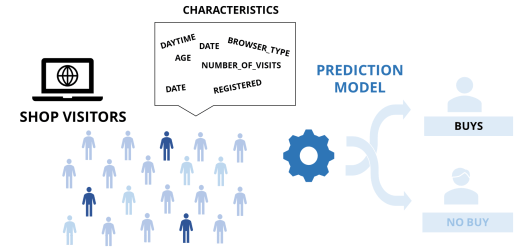 CHARACTERISTICS
DAYTIME
DATE
BROWSER_TYPE
AGE
NUMBER_OF_VISITS
DATE
REGISTERED
SHOP VISITORS
PREDICTION
MODEL
BUYS
NO BUY